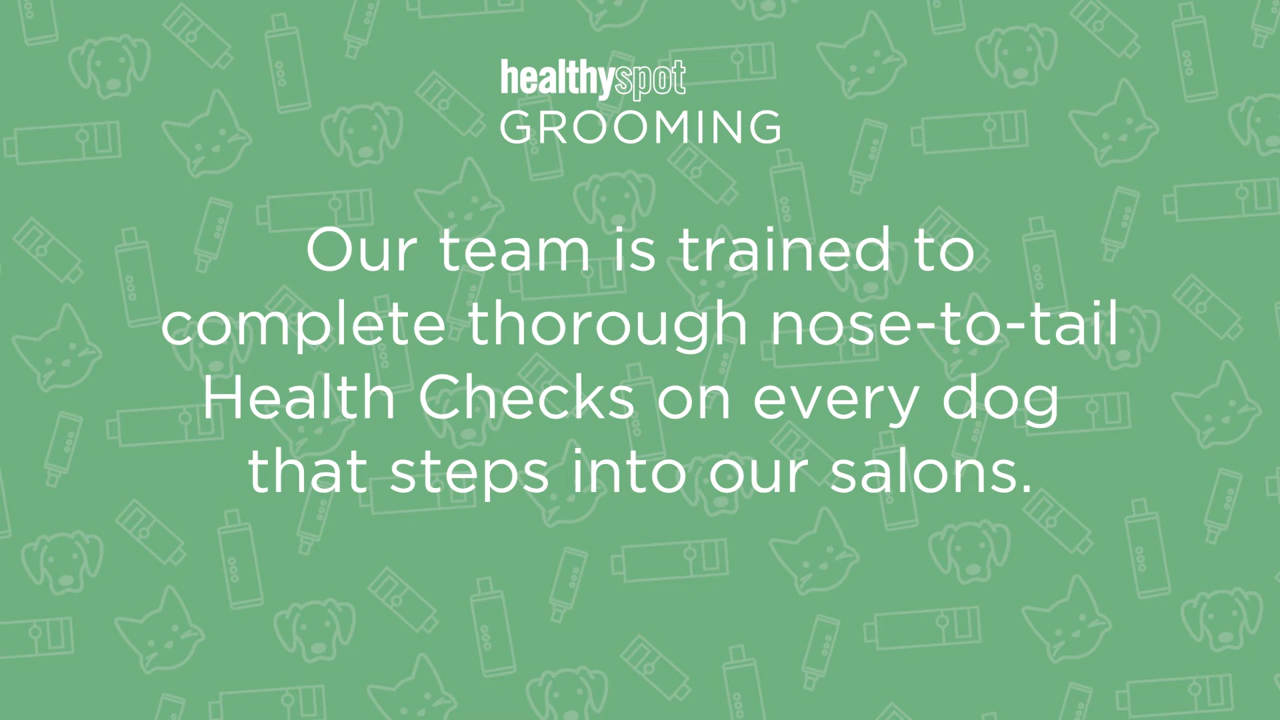 healthyspot
GROOMING
Our team is trained to
complete thorough nose-to-tail
Health Checks on every dog
that steps into our salons.